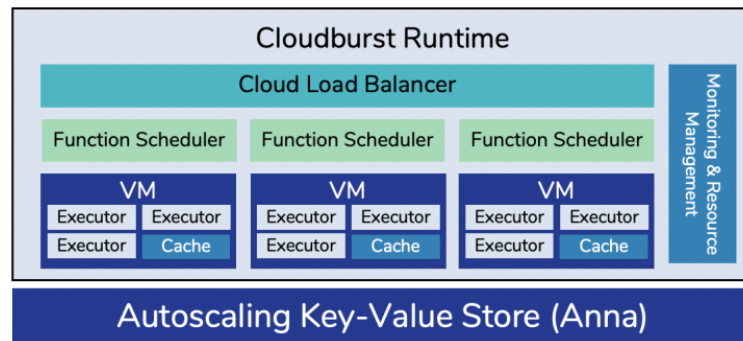 Cloudburst Runtime
Cloud Load Balancer
Monitoring & Resource
Management
Function Scheduler
Function Scheduler
Function Scheduler
VM
Executor
Executor
Executor
Cache
VM
Executor
Executor
Executor
Cache
VM
Executor
Executor
Executor
Cache
Autoscaling Key-Value Store (Anna)